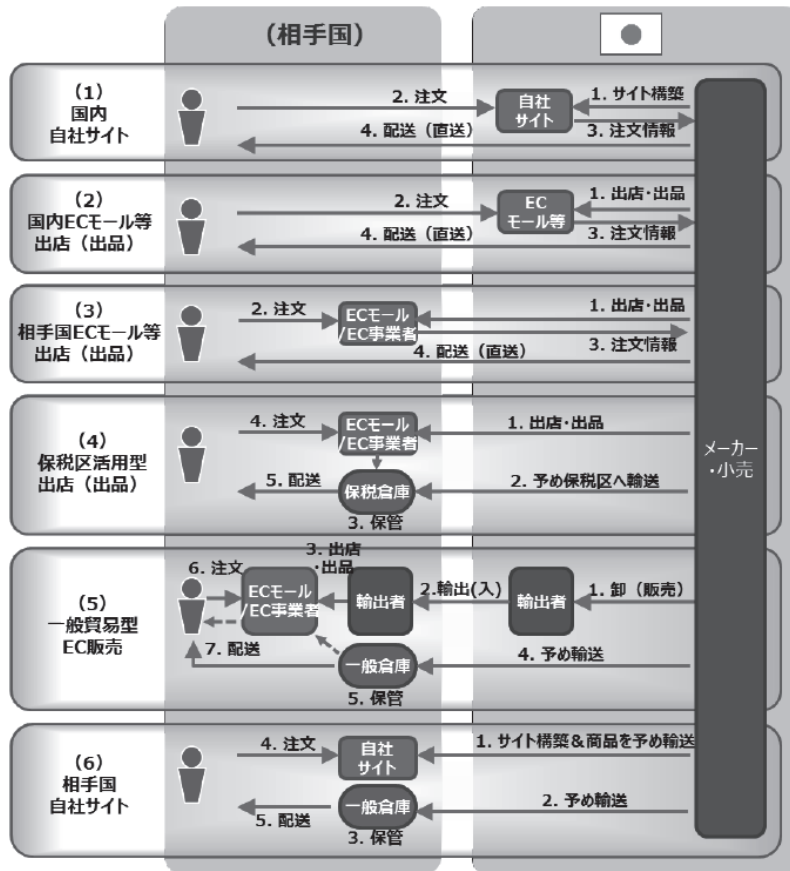 (相手国)
(1)
国内
自社サイト
2. 注文
自社
サイト
1. サイト構築
4. 配送（直送）
3. 注文情報
(2)
国内ECモール等
出店（出品）
2. 注文
EC
モール等
1. 出店・出品
4. 配送（直送）
3. 注文情報
(3)
相手国ECモール等
出店（出品）
2. 注文
ECモール
/EC事業者
1. 出店・出品
4. 配送（直送）
3. 注文情報
(4)
保税区活用型
出店（出品）
4. 注文
ECモール
/EC事業者
1. 出店・出品
5. 配送
保税倉庫
2. 予め保税区へ輸送
3. 保管
メーカー
・小売
(5)
一般貿易型
EC販売
6. 注文
ECモール
/EC事業者
3. 出店
・出品
輸出者
2.輸出(入)
輸出者
1. 卸（販売）
7. 配送
一般倉庫
4. 予め輸送
5. 保管
(6)
相手国
自社サイト
4. 注文
自社
サイト
1. サイト構築＆商品を予め輸送
5. 配送
一般倉庫
2. 予め輸送
3. 保管